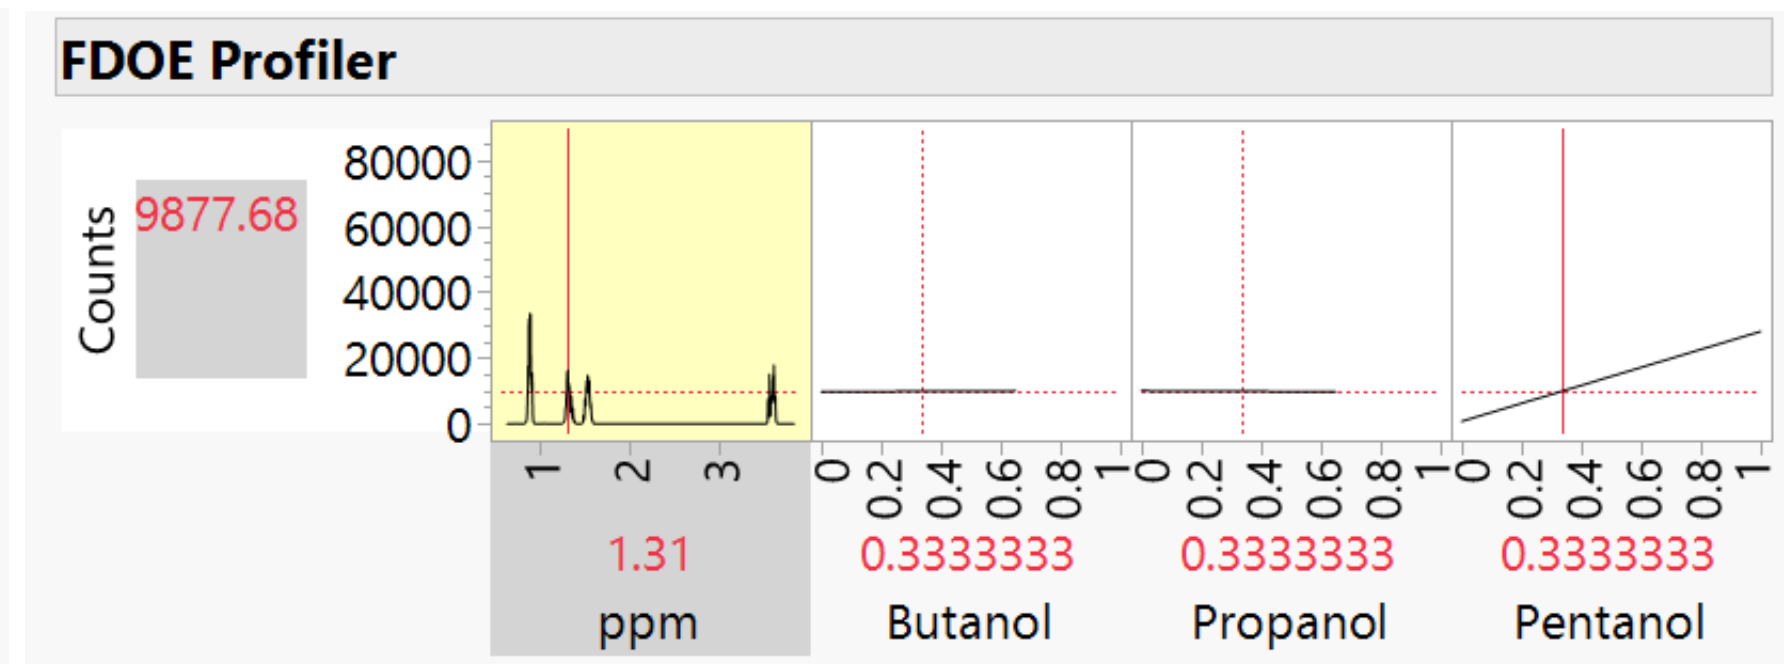 FDOE Profiler
Counts
9877.68
80000
60000
40000
20000
0
1 2 3
0 0.2 0.4 0.6 0.8 1
0 0.2 0.4 0.6 0.8 1
0 0.2 0.4 0.6 0.8 1
1.31 0.3333333 0.3333333 0.3333333
ppm Butanol Propanol Pentanol